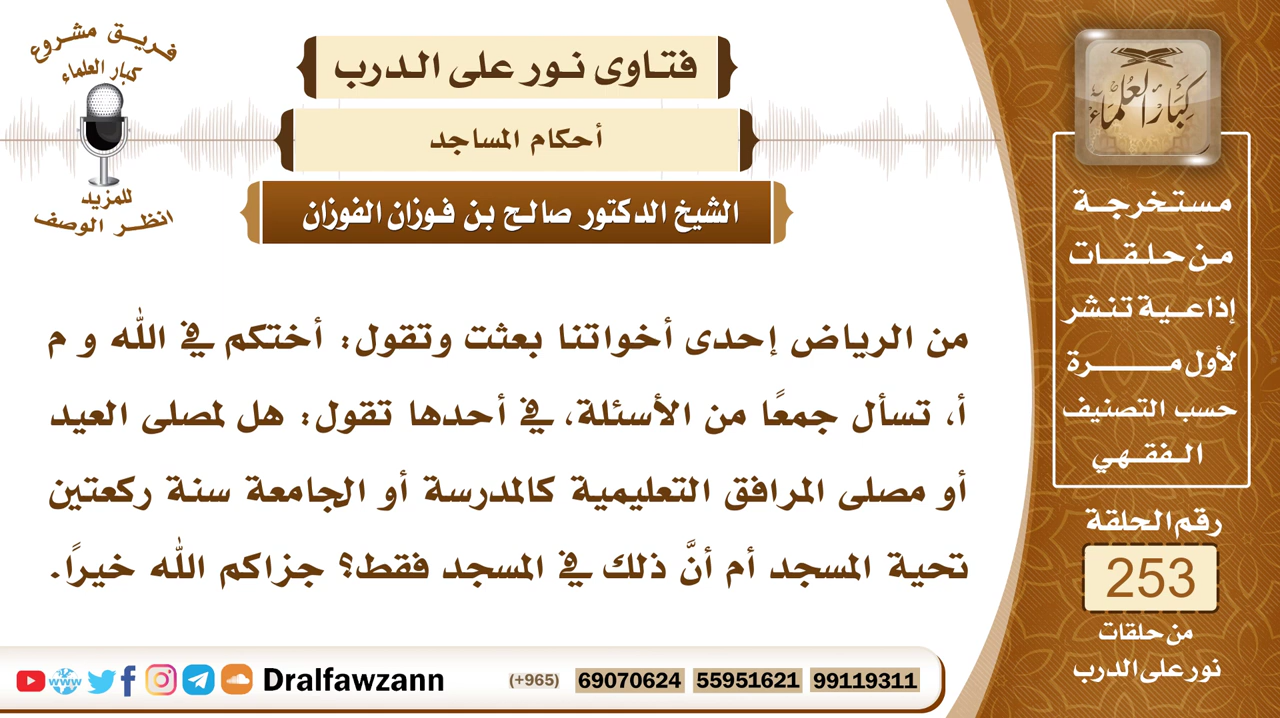 فريق مشروع
كبار العلماء
للمزيد
انظر الوصف
فتاوى نور على الدرب
أحكام المساجد
الشيخ الدكتور صالح بن فوزان الفوزان
من الرياض إحدى أخواتنا بعثت وتقول: أختكم في الله و م
أ، تسأل جمعًا من الأسئلة، في أحدها تقول: هل لمصلى العيد
أو مصلى المرافق التعليمية كالمدرسة أو الجامعة سنة ركعتين
تحية المسجد أم أنَّ ذلك في المسجد فقط؟ جزاكم الله خيرًا.
كبار العلماء
مستخرجة
من حلقات
إذاعية تنشر
لأول مرة
حسب التصنيف
الفقهي
رقم الحلقة
253
من حلقات
نور على الدرب
www Dralfawzann (+965) 69070624 55951621 99119311